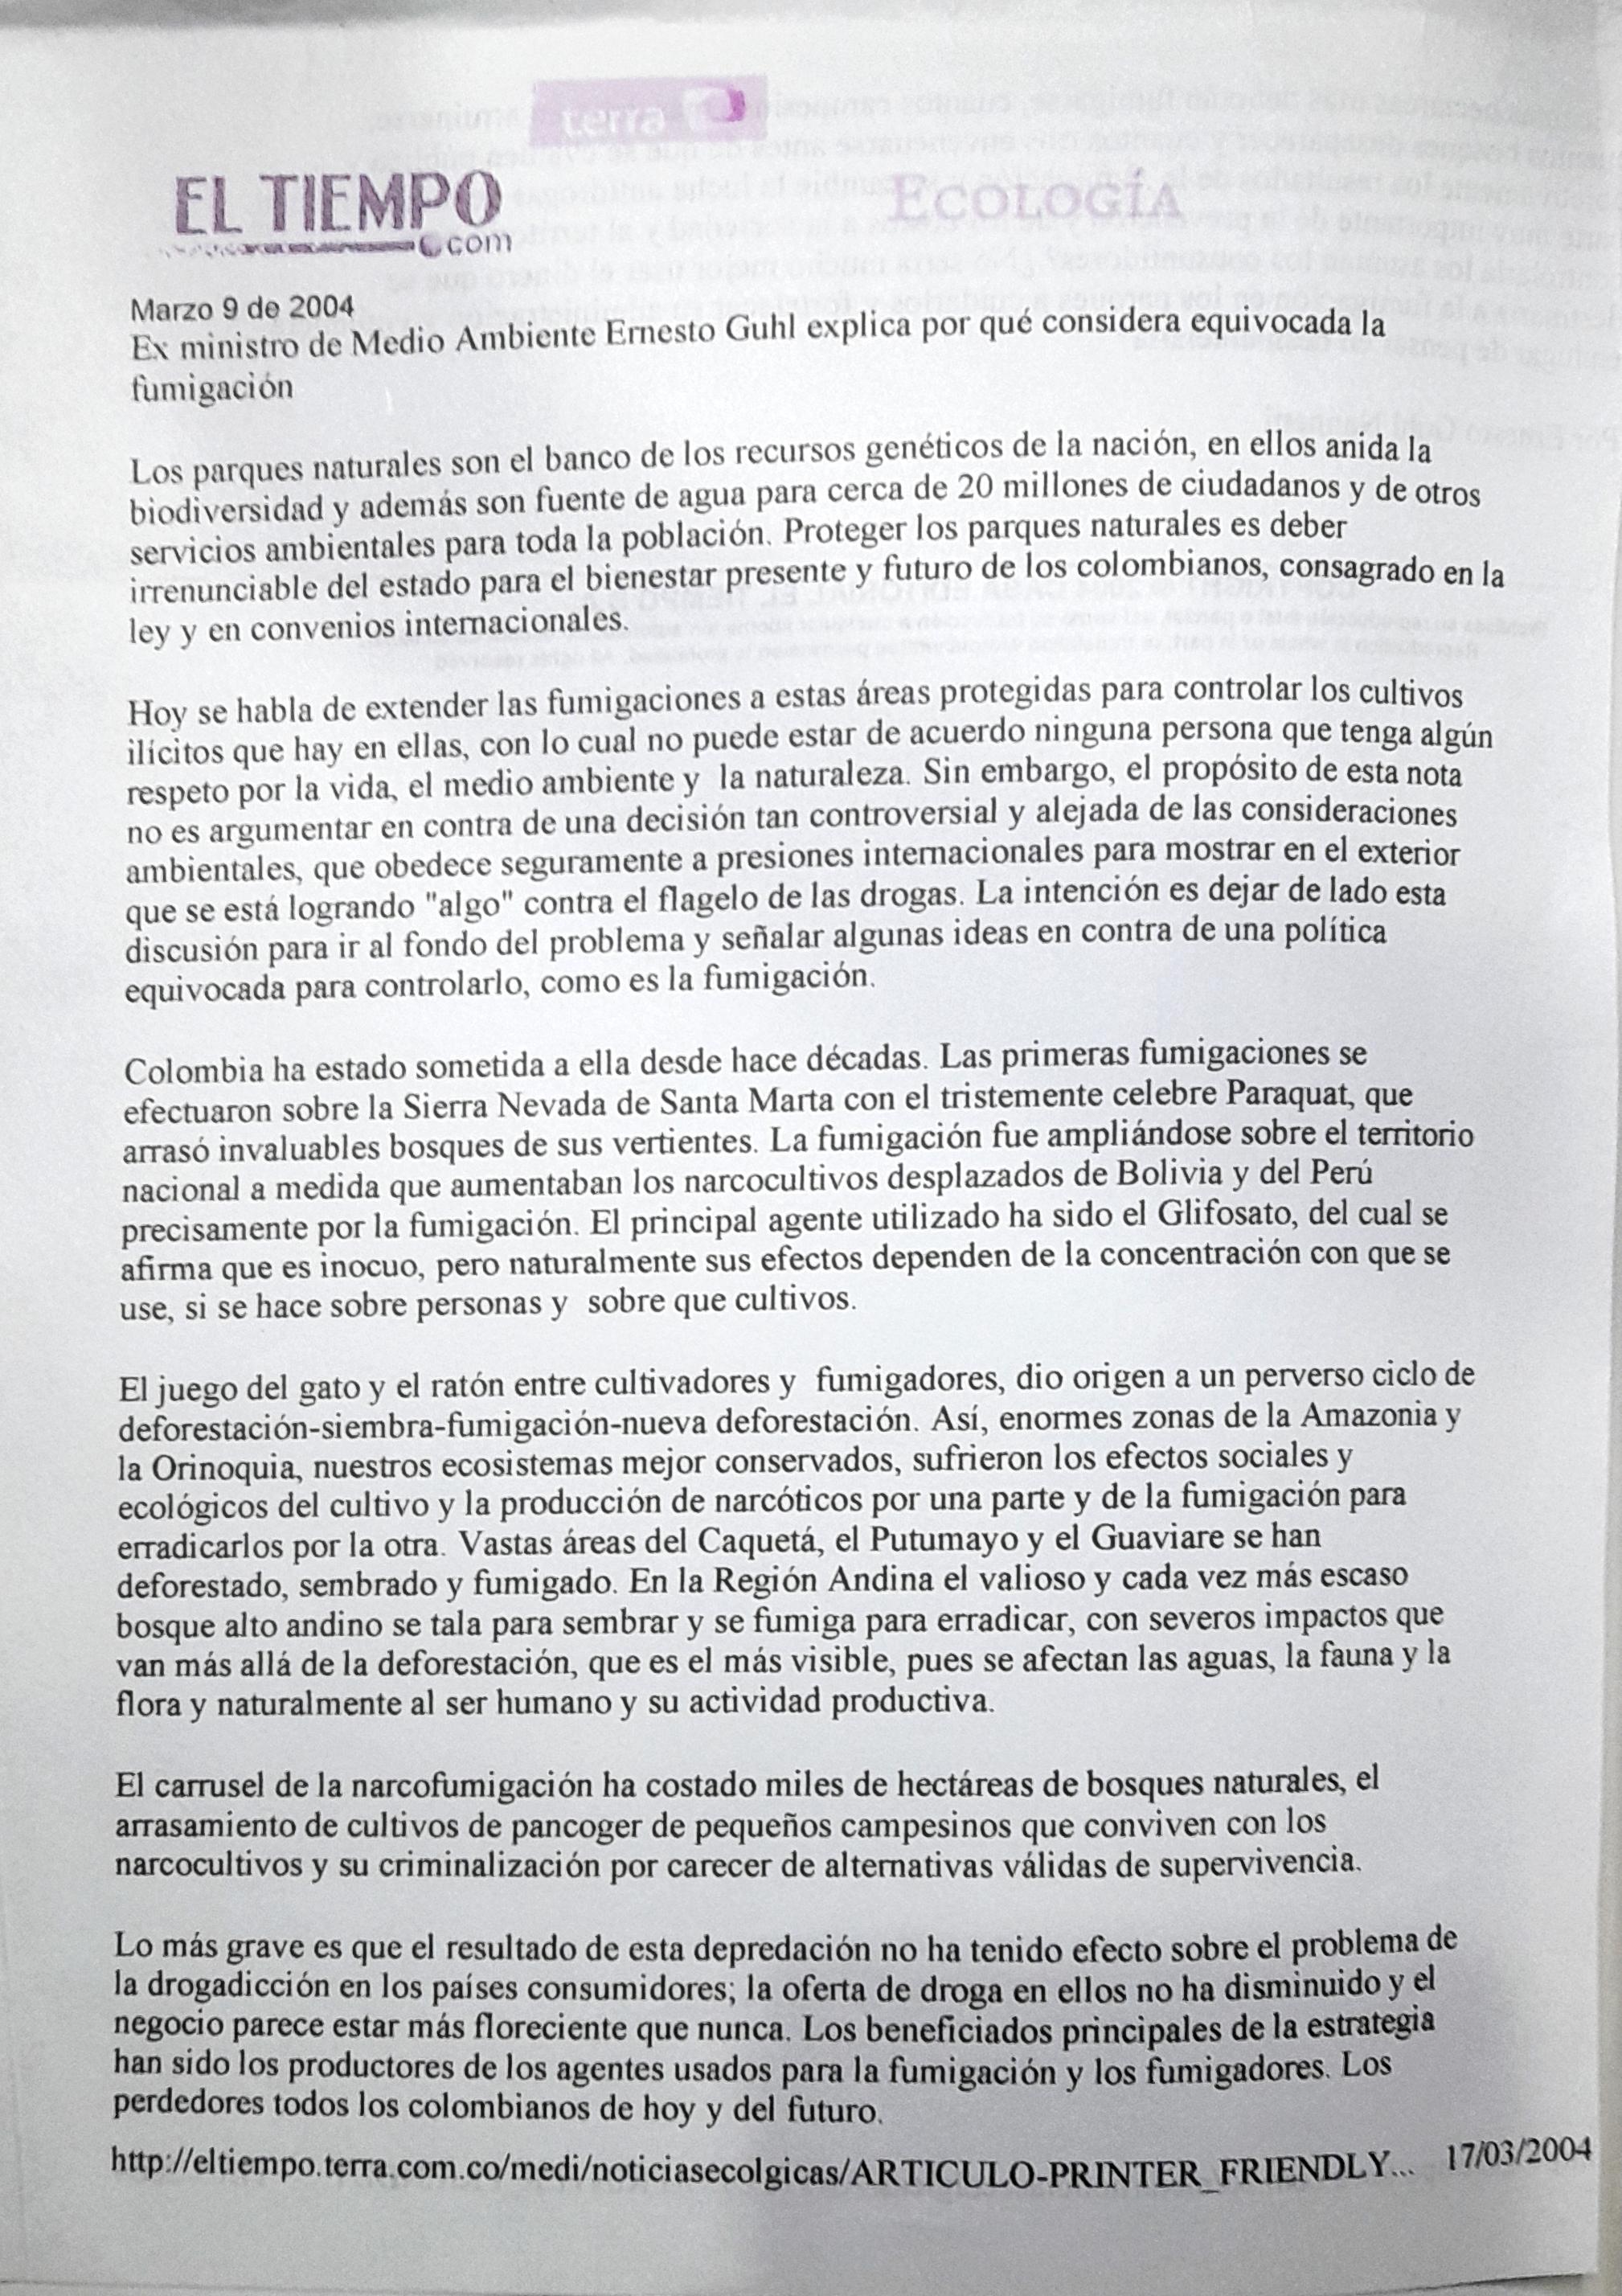 terra
EL TIEMPO
.com
ECOLOGÍA
Marzo 9 de 2004
Ex ministro de Medio Ambiente Ernesto Guhl explica por qué considera equivocada la
fumigación
Los parques naturales son el banco de los recursos genéticos de la nación, en ellos anida la
biodiversidad y además son fuente de agua para cerca de 20 millones de ciudadanos y de otros
servicios ambientales para toda la población. Proteger los parques naturales es deber
irrenunciable del estado para el bienestar presente y futuro de los colombianos, consagrado en la
ley y en convenios internacionales.
Hoy se habla de extender las fumigaciones a estas áreas protegidas para controlar los cultivos
ilícitos que hay en ellas, con lo cual no puede estar de acuerdo ninguna persona que tenga algún
respeto por la vida, el medio ambiente y la naturaleza. Sin embargo, el propósito de esta nota
no es argumentar en contra de una decisión tan controversial y alejada de las consideraciones
ambientales, que obedece seguramente a presiones internacionales para mostrar en el exterior
que se está logrando "algo" contra el flagelo de las drogas. La intención es dejar de lado esta
discusión para ir al fondo del problema y señalar algunas ideas en contra de una política
equivocada para controlarlo, como es la fumigación.
Colombia ha estado sometida a ella desde hace décadas. Las primeras fumigaciones se
efectuaron sobre la Sierra Nevada de Santa Marta con el tristemente celebre Paraquat, que
arrasó invaluables bosques de sus vertientes. La fumigación fue ampliándose sobre el territorio
nacional a medida que aumentaban los narcocultivos desplazados de Bolivia y del Perú
precisamente por la fumigación. El principal agente utilizado ha sido el Glifosato, del cual se
afirma que es inocuo, pero naturalmente sus efectos dependen de la concentración con que se
use, si se hace sobre personas y sobre que cultivos.
El juego del gato y el ratón entre cultivadores y fumigadores, dio origen a un perverso ciclo de
deforestación-siembra-fumigación-nueva deforestación. Así, enormes zonas de la Amazonia y
la Orinoquia, nuestros ecosistemas mejor conservados, sufrieron los efectos sociales y
ecológicos del cultivo y la producción de narcóticos por una parte y de la fumigación para
erradicarlos por la otra. Vastas áreas del Caquetá, el Putumayo y el Guaviare se han
deforestado, sembrado y fumigado. En la Región Andina el valioso y cada vez más escaso
bosque alto andino se tala para sembrar y se fumiga para erradicar, con severos impactos que
van más allá de la deforestación, que es el más visible, pues se afectan las aguas, la fauna y la
flora y naturalmente al ser humano y su actividad productiva.
El carrusel de la narcofumigación ha costado miles de hectáreas de bosques naturales, el
arrasamiento de cultivos de pancoger de pequeños campesinos que conviven con los
narcocultivos y su criminalización por carecer de alternativas válidas de supervivencia.
Lo más grave es que el resultado de esta depredación no ha tenido efecto sobre el problema de
la drogadicción en los países consumidores; la oferta de droga en ellos no ha disminuido y el
negocio parece estar más floreciente que nunca. Los beneficiados principales de la estrategia
han sido los productores de los agentes usados para la fumigación y los fumigadores. Los
perdedores todos los colombianos de hoy y del futuro.
http://eltiempo.terra.com.co/medi/noticiasecolgicas/ARTICULO-PRINTER_FRIENDLY... 17/03/2004